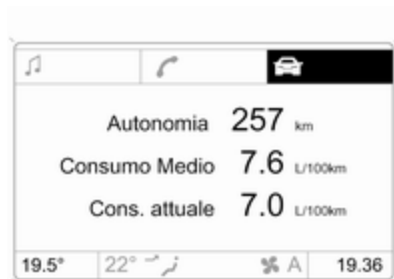 Autonomia 257 km
Consumo Medio 7.6 L/100km
Cons. attuale 7.0 L/100km
19.5° 22° A 19.36